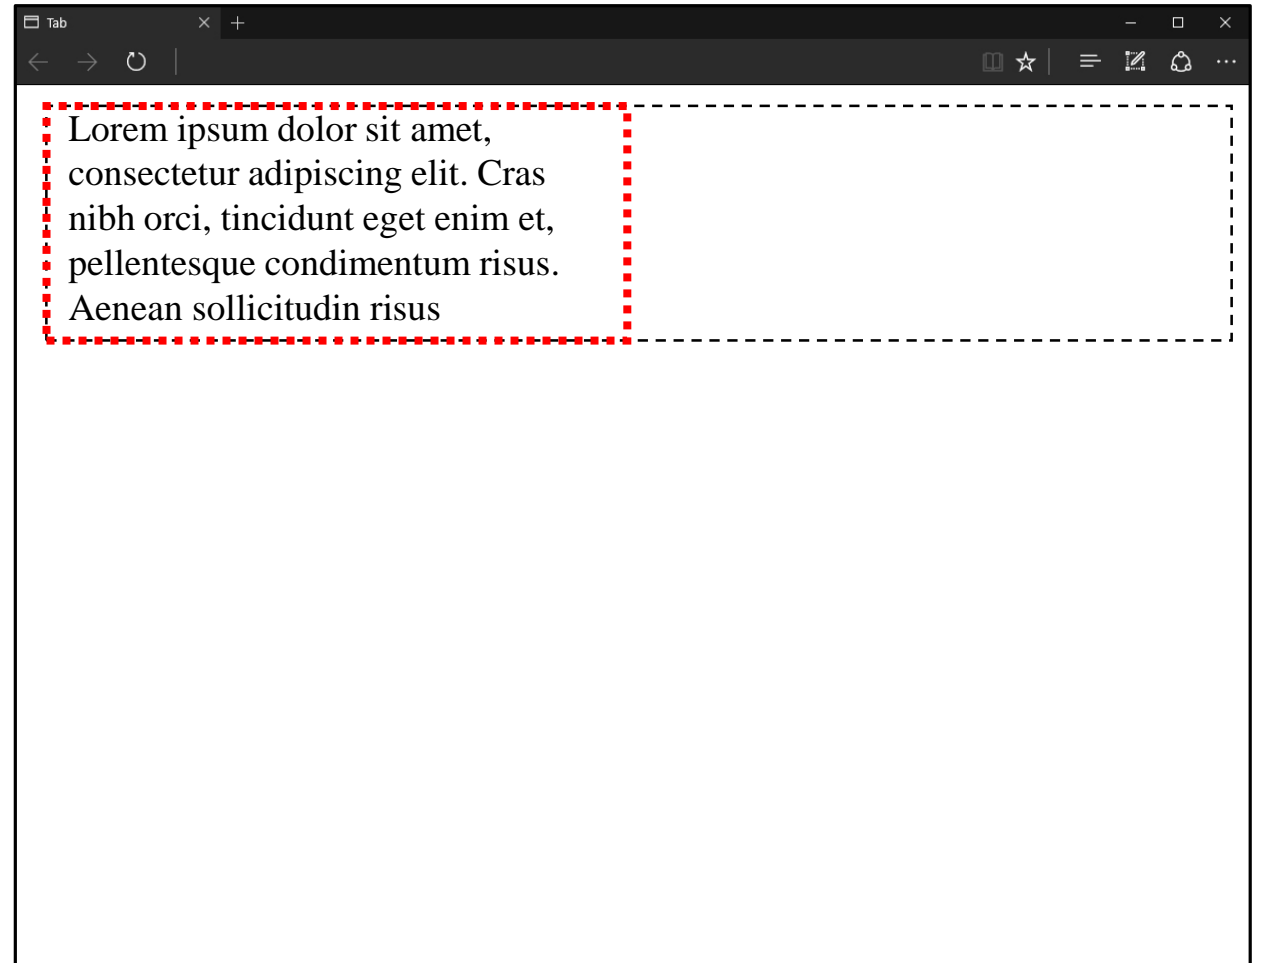 Tab
Lorem ipsum dolor sit amet,
consectetur adipiscing elit. Cras
nibh orci, tincidunt eget enim et,
pellentesque condimentum risus.
Aenean sollicitudin risus